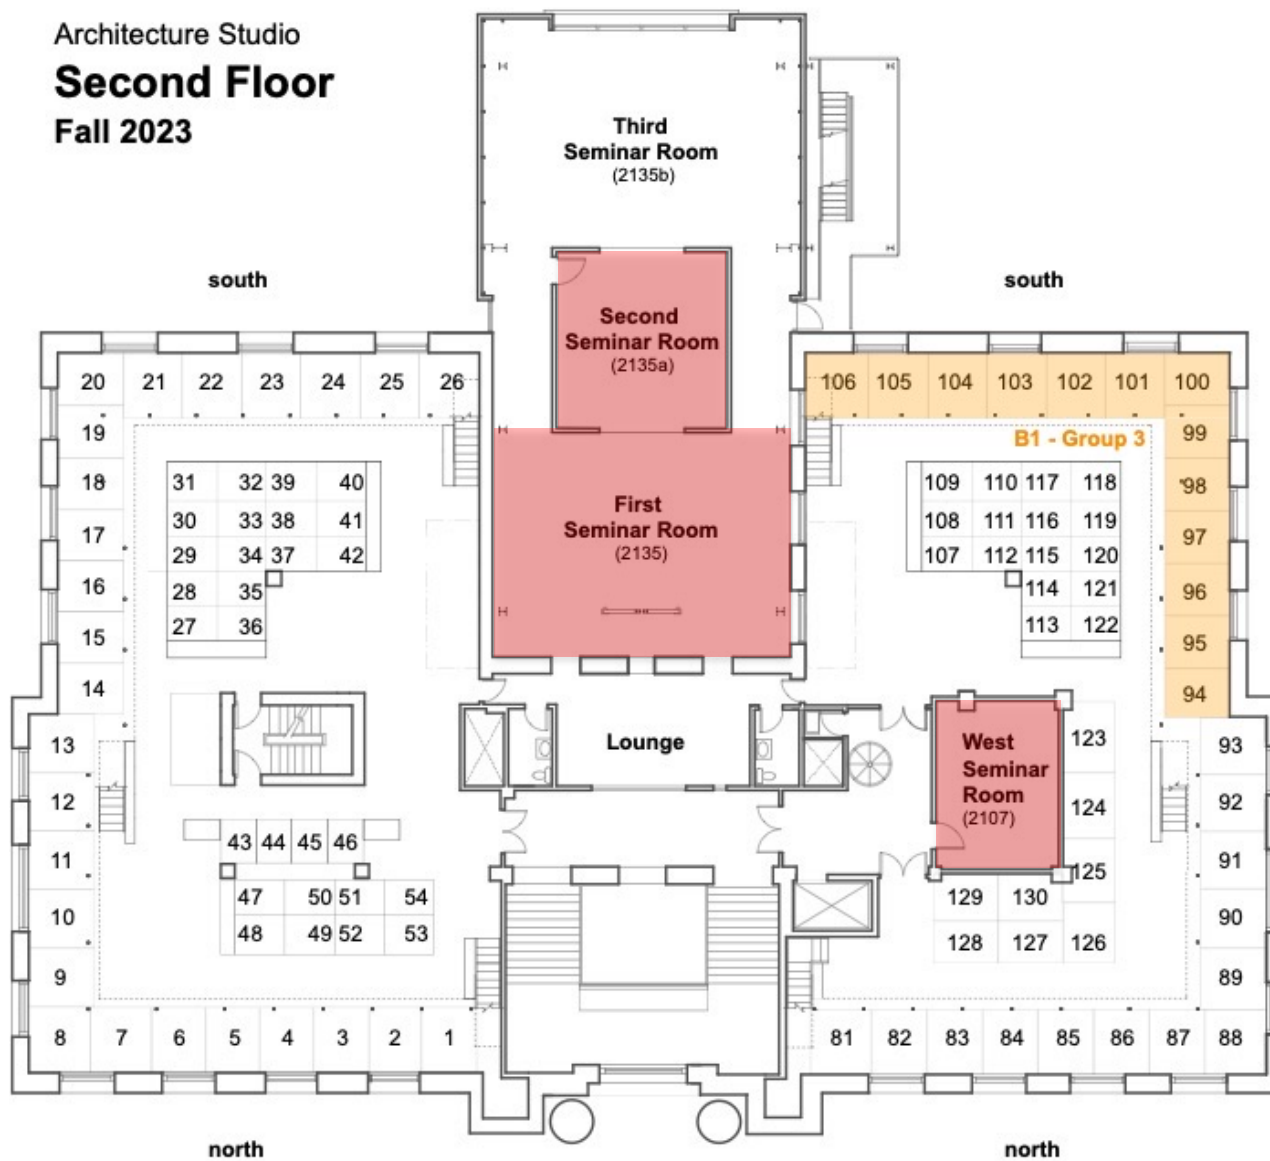 Architecture Studio
Second Floor
Fall 2023
Third
Seminar Room
(2135b)
south
south
Second
Seminar Room
(2135a)
20 21 22 23 24 25 26
106 105 104 103 102 101 100
19
B1 - Group 3
99
18
31 32 39 40
First
Seminar Room
(2135)
109 110 117 118
98
17
30 33 38 41
108 111 116 119
97
29 34 37 42
107 112 115 120
16
28 35
114 121
96
15
27 36
113 122
95
14
94
13
Lounge
West
Seminar
Room
(2107)
123
93
12
124
92
11
43 44 45 46
125
91
10
47 50 51 54
129 130
90
48 49 52 53
128 127 126
9
89
8 7 6 5 4 3 2 1
81 82 83 84 85 86 87 88
north
north